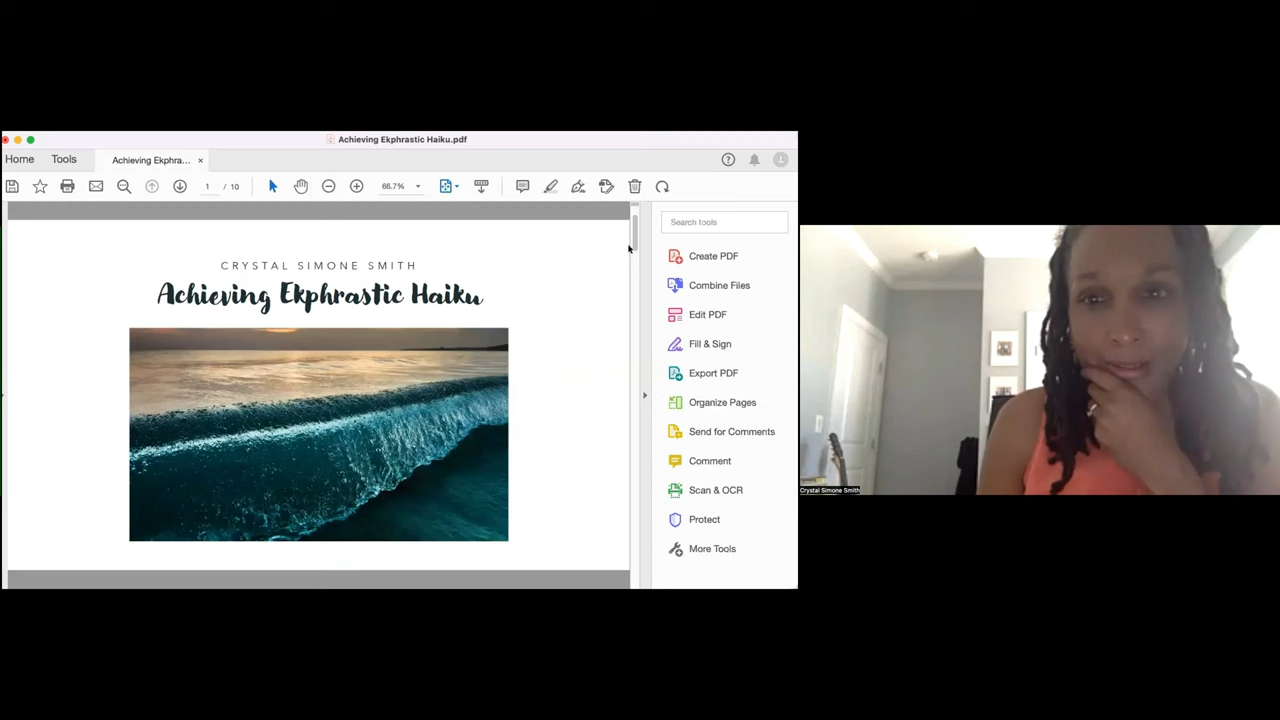 Achieving Ekphrastic Haiku.pdf
Home
Tools
Achieving Ekphra... ×
1 / 10
66.7%
CRYSTAL SIMONE SMITH
Achieving Ekphrastic Haiku
Search tools
Create PDF
Combine Files
Edit PDF
Fill & Sign
Export PDF
Organize Pages
Send for Comments
Comment
Scan & OCR
Protect
More Tools
Crystal Simone Smith